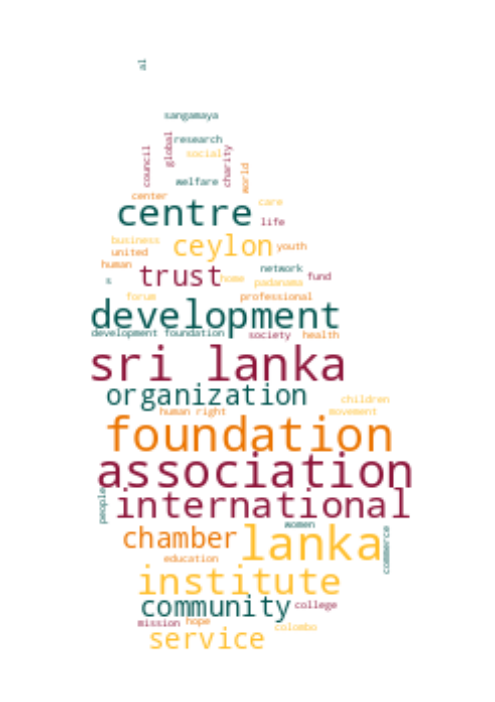 al
sangamaya
research
global
social
council
charity
welfare
world
center
care
centre
life
business
ceylon
youth
united
human
trust
network
home
fund
s
padanama
forum
professional
development
development foundation
society
health
sri lanka
organization
children
human right
movement
foundation
association
international
people
women
chamber
lanka
commerce
education
institute
community
college
mission
hope
colombo
service